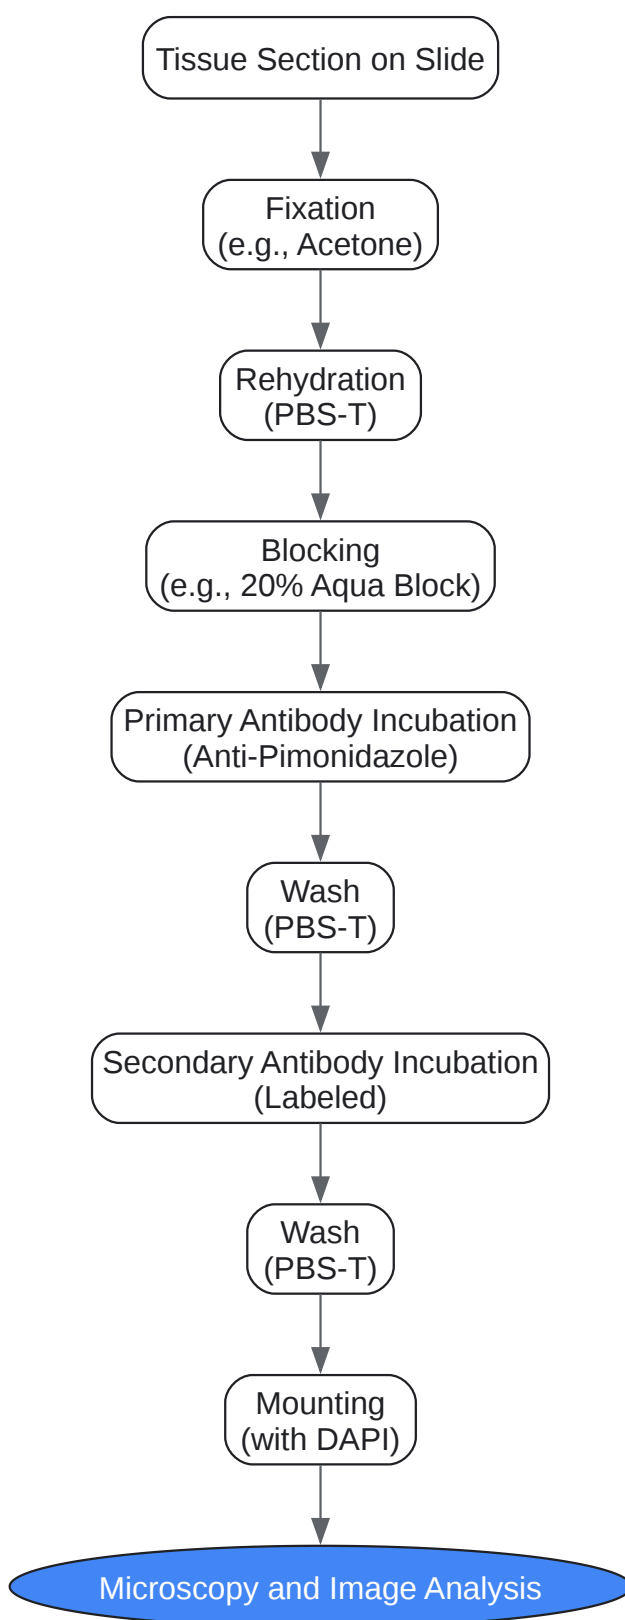 Tissue Section on Slide
Fixation
(e.g., Acetone)
Rehydration
(PBS-T)
Blocking
(e.g., 20% Aqua Block)
Primary Antibody Incubation
(Anti-Pimonidazole)
Wash
(PBS-T)
Secondary Antibody Incubation
(Labeled)
Wash
(PBS-T)
Mounting
(with DAPI)
Microscopy and Image Analysis